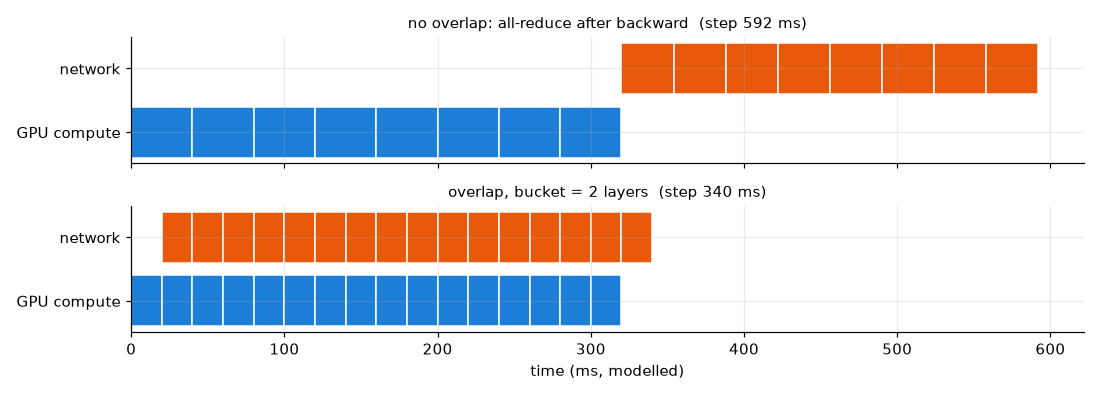 no overlap: all-reduce after backward  (step 592 ms)
network
GPU compute
overlap, bucket = 2 layers  (step 340 ms)
network
GPU compute
0 100 200 300 400 500 600
time (ms, modelled)